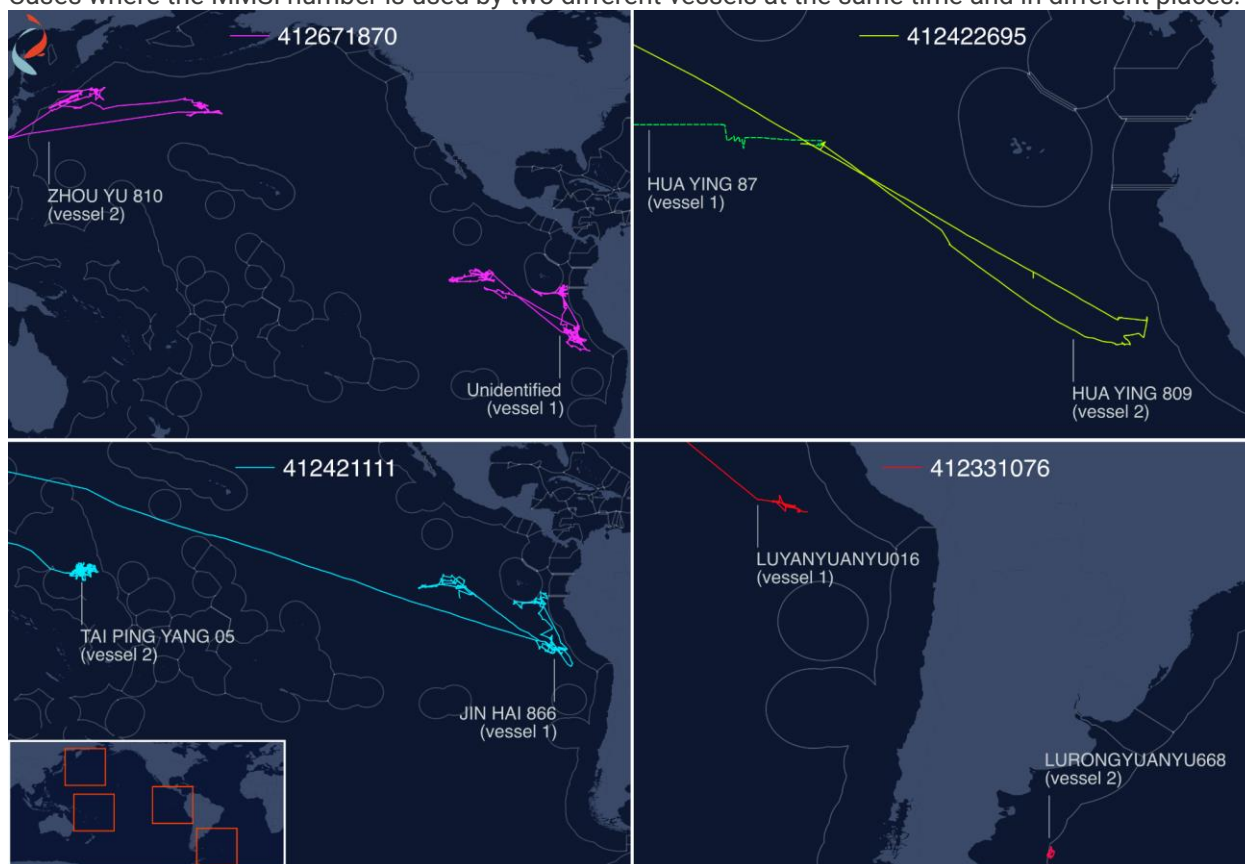 Cases where the MMSI number is used by two different vessels at the same time and in different places.
412671870
ZHOU YU 810
(vessel 2)
Unidentified
(vessel 1)
412422695
HUA YING 87
(vessel 1)
HUA YING 809
(vessel 2)
412421111
TAI PING YANG 05
(vessel 2)
JIN HAI 866
(vessel 1)
412331076
LUYANYUANYU016
(vessel 1)
LURONGYUANYU668
(vessel 2)